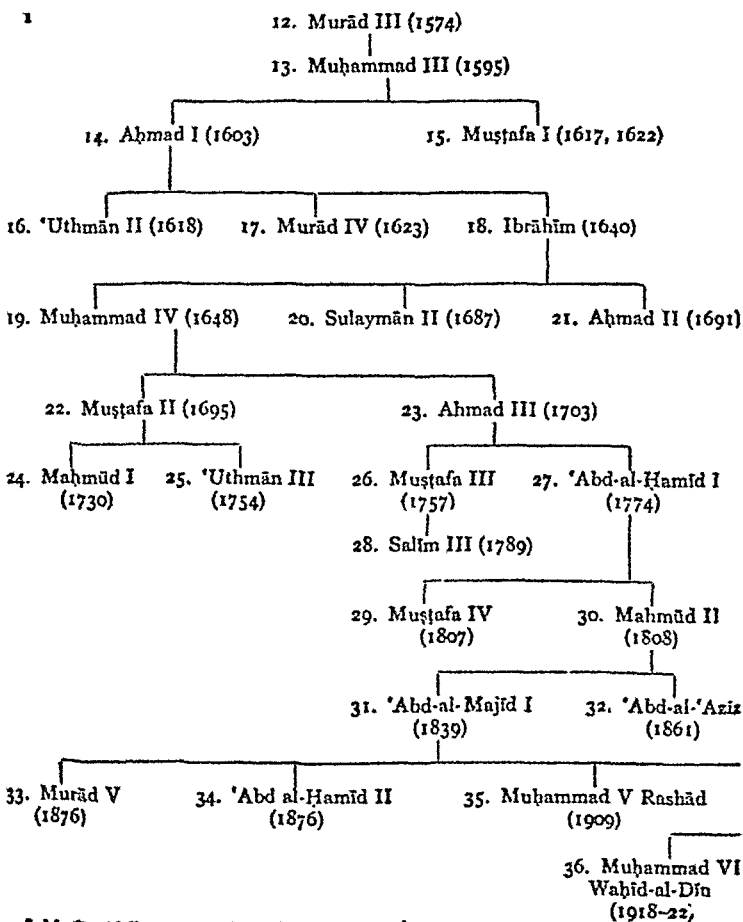 1
12. Murād III (1574)
13. Muḥammad III (1595)
14. Aḥmad I (1603) 15. Muṣṭafa I (1617, 1622)
16. ‘Uthmān II (1618) 17. Murād IV (1623) 18. Ibrāhīm (1640)
19. Muḥammad IV (1648) 20. Sulaymān II (1687) 21. Aḥmad II (1691)
22. Muṣṭafa II (1695) 23. Ahmad III (1703)
24. Maḥmūd I 25. ‘Uthmān III 26. Muṣṭafa III 27. ‘Abd-al-Ḥamīd I
(1730) (1754) (1757) (1774)
28. Salīm III (1789)
29. Muṣṭafa IV 30. Maḥmūd II
(1807) (1808)
31. ‘Abd-al-Majīd I 32. ‘Abd-al-‘Azīz
(1839) (1861)
33. Murād V 34. ‘Abd al-Ḥamīd II 35. Muḥammad V Rashād
(1876) (1876) (1909)
36. Muḥammad VI
Waḥīd-al-Dīn
(1918–22)